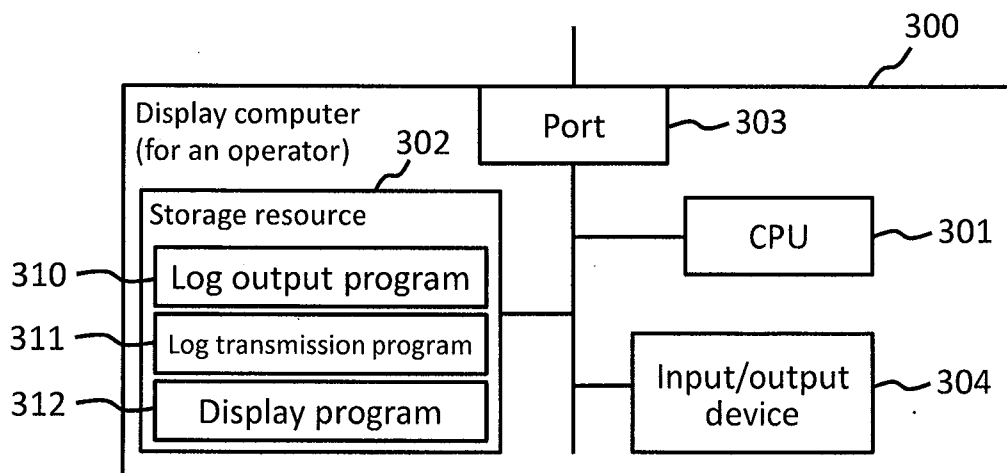 300
Display computer
(for an operator)
302
Port
303
Storage resource
CPU
301
310
Log output program
311
Log transmission program
312
Display program
Input/output
device
304